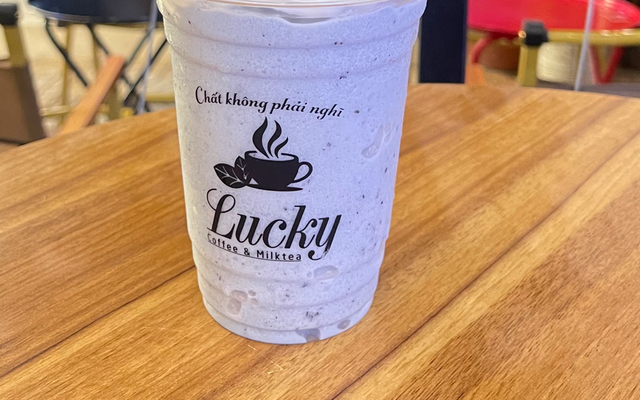 Chất không phải nghĩ
Lucky
Coffee & Milktea